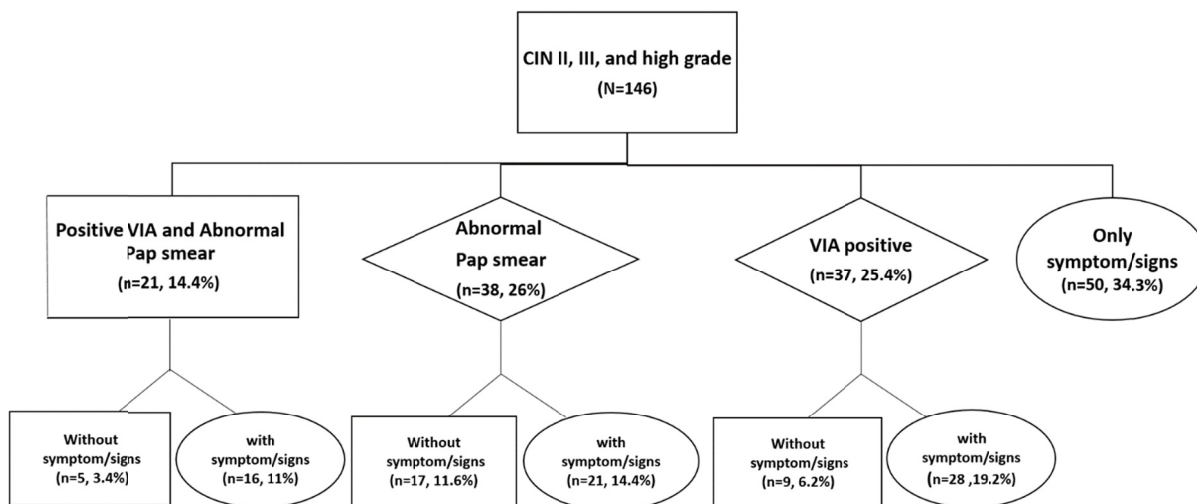 CIN II, III, and high grade
(N=146)
Positive VIA and Abnormal
Pap smear
(n=21, 14.4%)
Abnormal
Pap smear
(n=38, 26%)
VIA positive
(n=37, 25.4%)
Only
symptom/signs
(n=50, 34.3%)
Without
symptom/signs
(n=5, 3.4%)
with
symptom/signs
(n=16, 11%)
Without
symptom/signs
(n=17, 11.6%)
with
symptom/signs
(n=21, 14.4%)
Without
symptom/signs
(n=9, 6.2%)
with
symptom/signs
(n=28 ,19.2%)